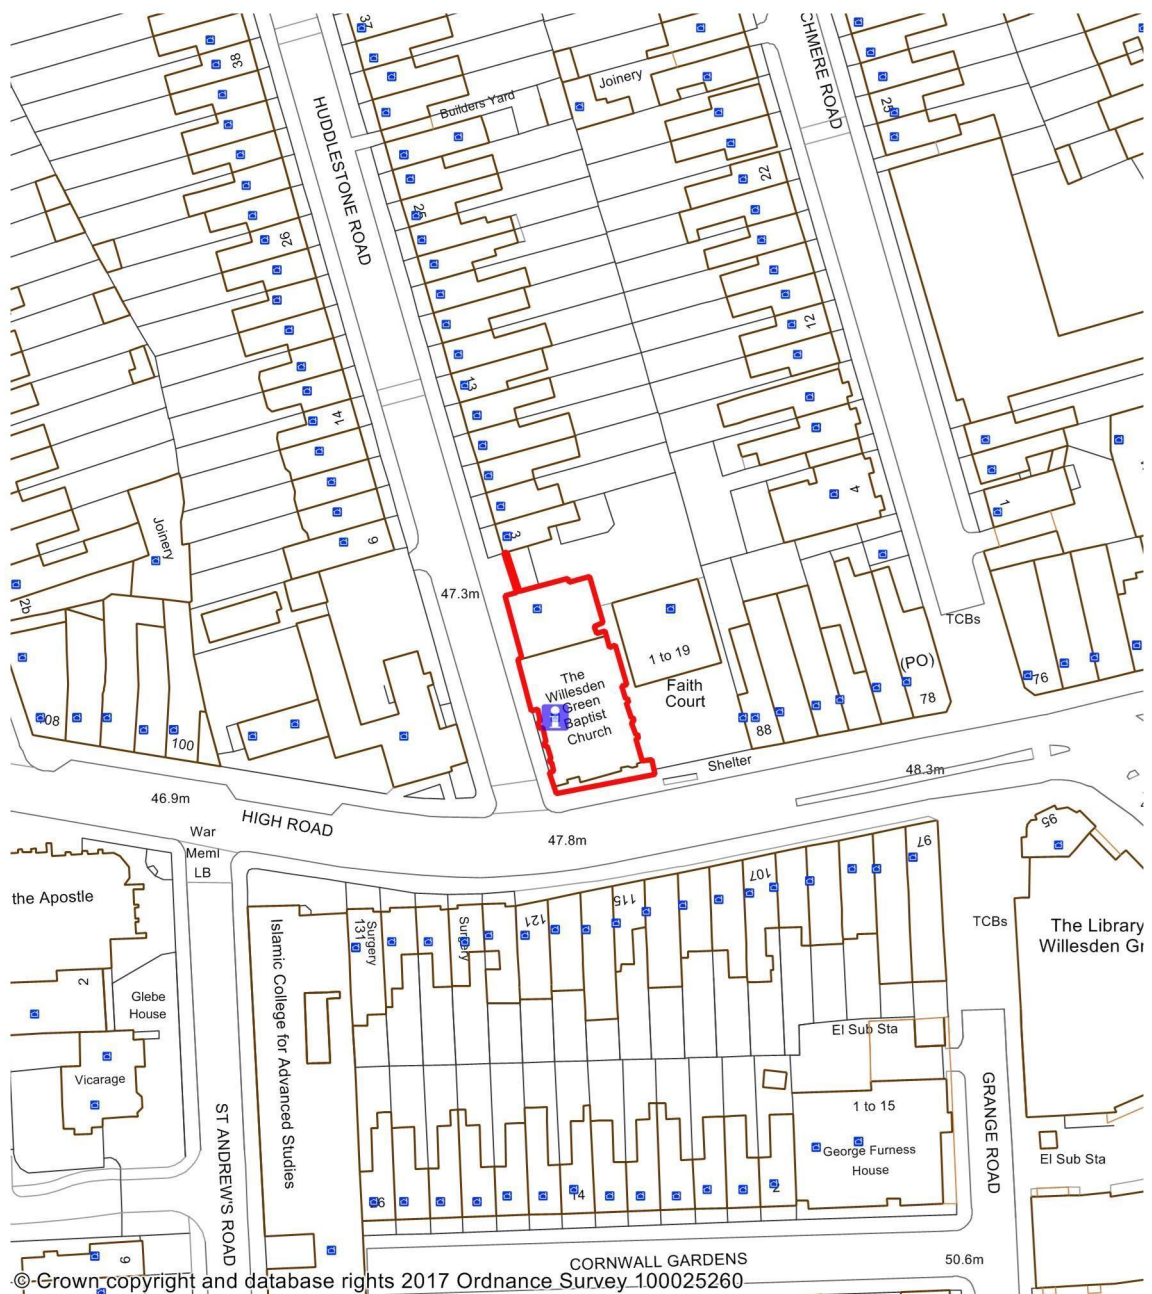 32
38
Builders Yard
Joinery
CHMERE ROAD
25
HUDDLESTONE ROAD
22
25
26
12
13
14
4
1
Joinery
3
6
2b
47.3m
TCBs
1 to 19
(PO)
The
Willesden
Green
Baptist
Church
Faith
Court
76
78
108
88
100
Shelter
48.3m
46.9m
HIGH ROAD
47.8m
95
War
Meml
LB
97
107
the Apostle
115
121
131
Surgery
Surgery
TCBs
The Library
Willesden Gr
Islamic College for Advanced Studies
2
Glebe
House
El Sub Sta
Vicarage
1 to 15
GRANGE ROAD
ST ANDREW'S ROAD
George Furness
House
El Sub Sta
26
14
2
CORNWALL GARDENS
50.6m
6
© Crown copyright and database rights 2017 Ordnance Survey 100025260